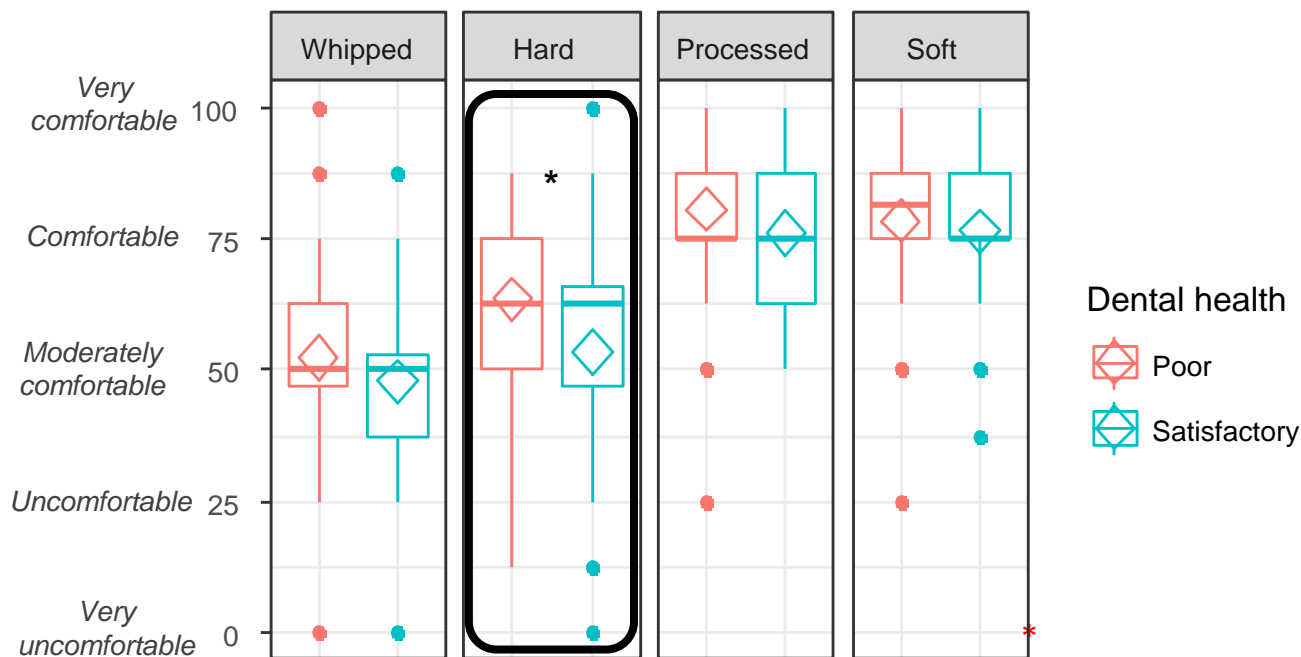 Whipped
Hard
Processed
Soft
Very
comfortable
100
*
Comfortable
75
Moderately
comfortable
50
Uncomfortable
25
Very
uncomfortable
0
*
Dental health
Poor
Satisfactory